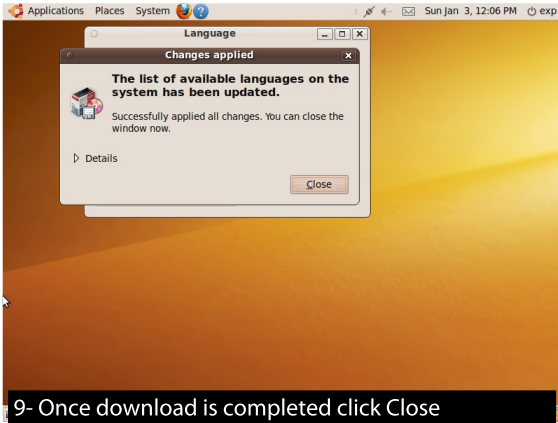 Applications Places System
Sun Jan 3, 12:06 PM exp
Language
Changes applied
The list of available languages on the
system has been updated.
Successfully applied all changes. You can close the
window now.
Details
Close
9- Once download is completed click Close